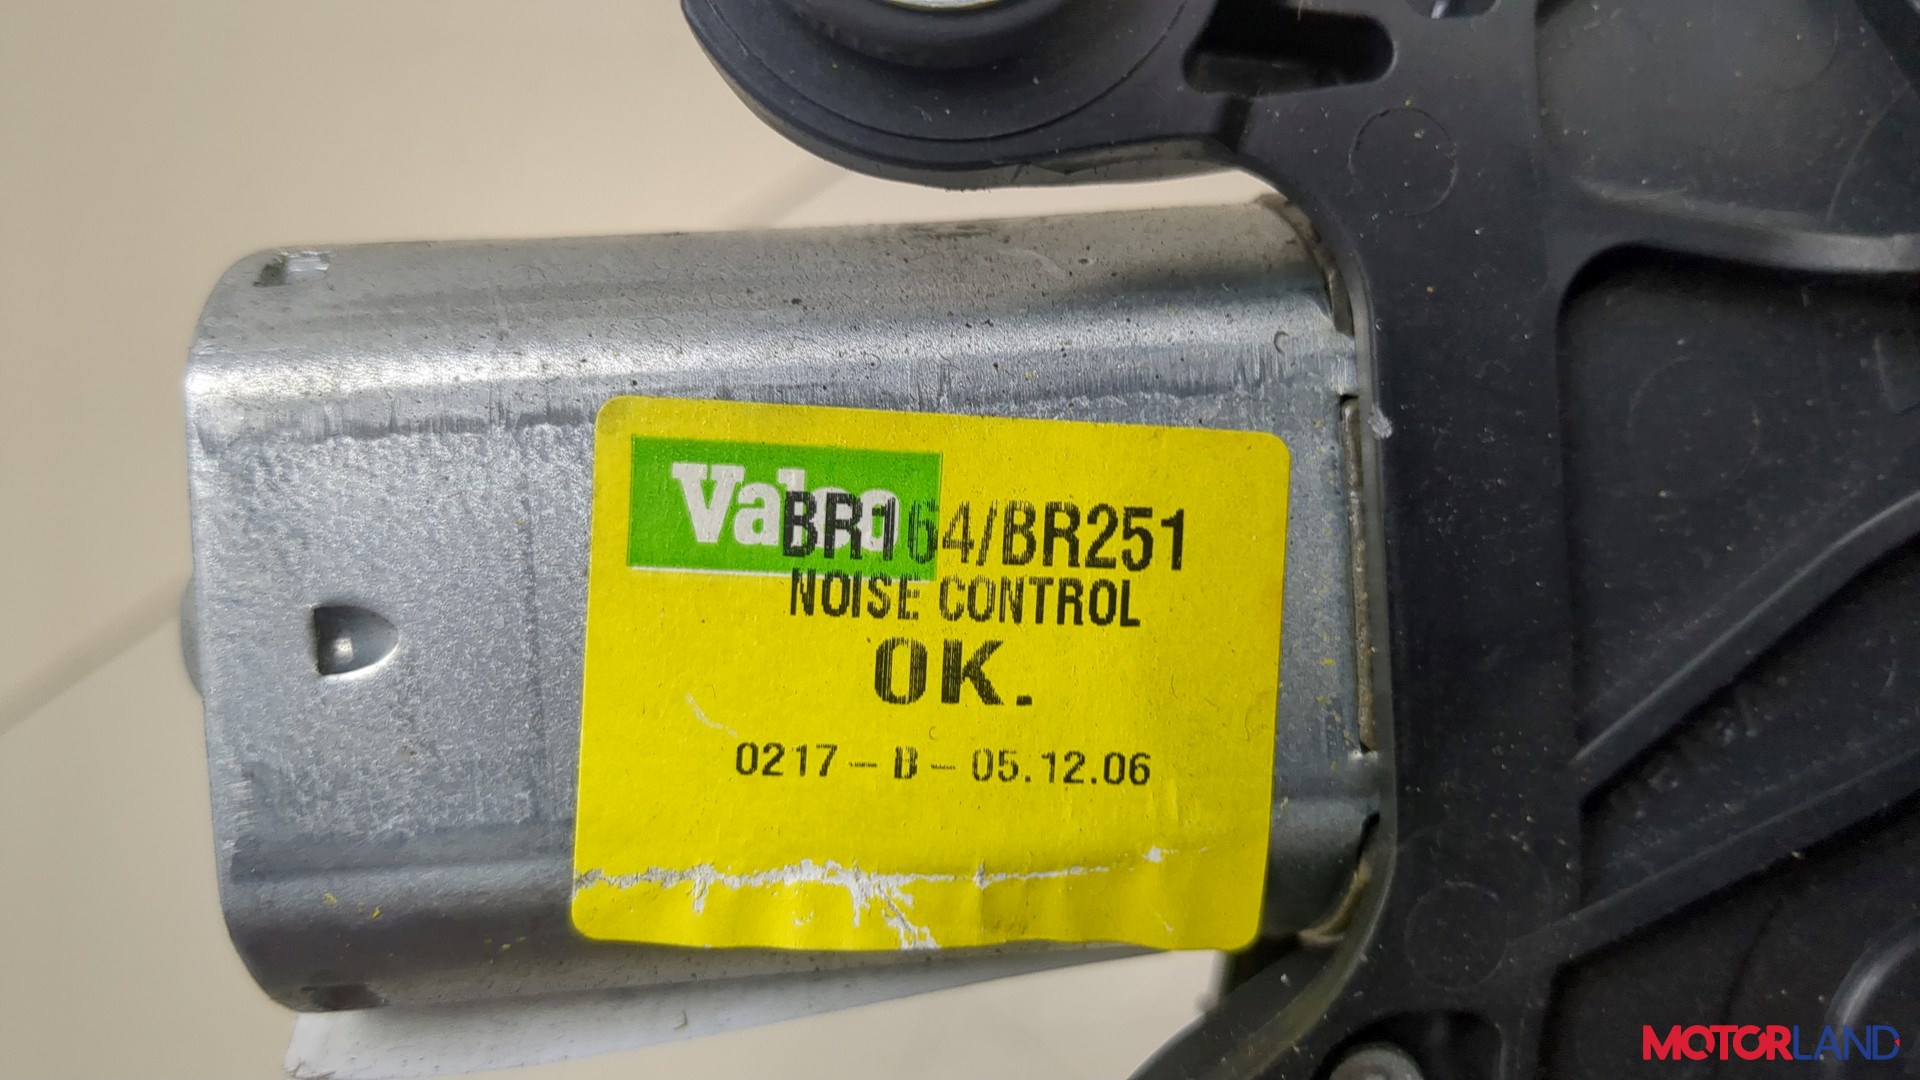 Valeo
BR164/BR251
NOISE CONTROL
OK.
0217-B-05.12.06
MOTORLAND